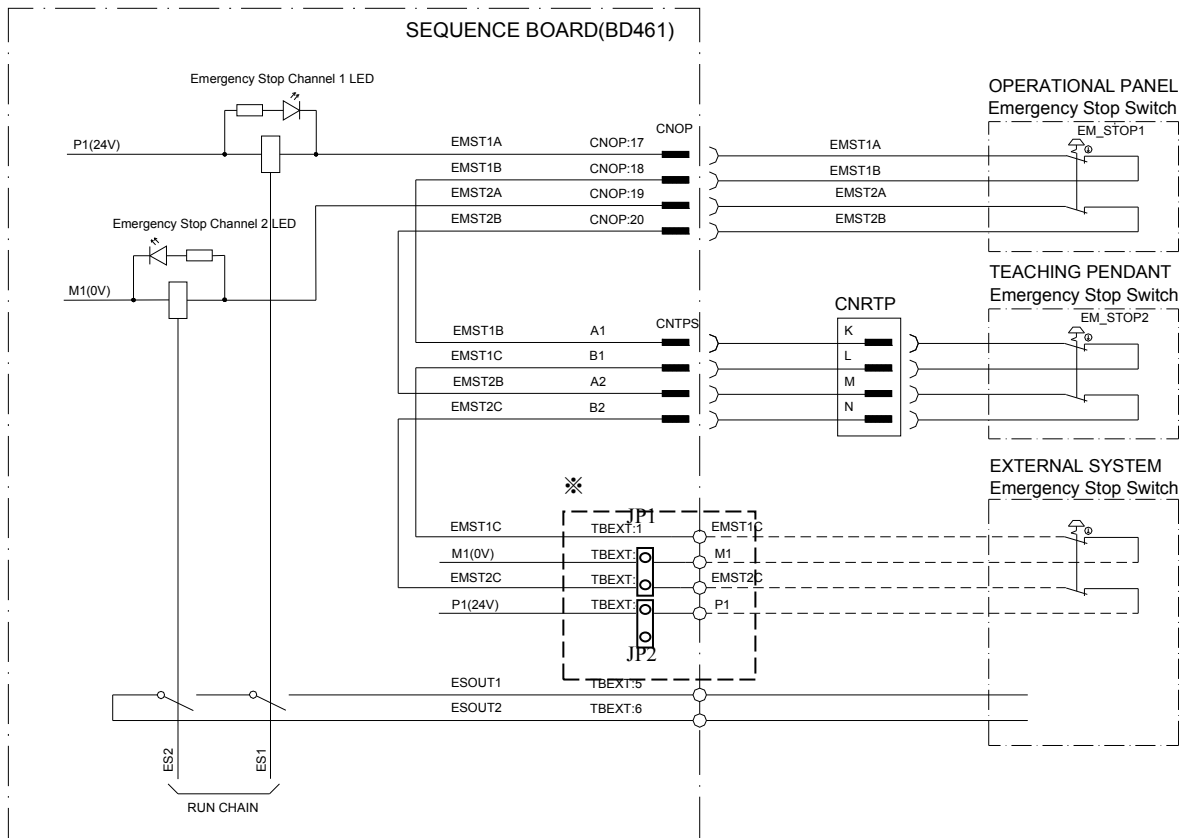 SEQUENCE BOARD(BD461)
Emergency Stop Channel 1 LED
P1(24V)
EMST1A CNOP:17 CNOP
EMST1B CNOP:18
EMST2A CNOP:19
EMST2B CNOP:20
EMST1A
EMST1B
EMST2A
EMST2B
OPERATIONAL PANEL
Emergency Stop Switch
EM_STOP1
Emergency Stop Channel 2 LED
M1(0V)
EMST1B A1 CNTPS
EMST1C B1
EMST2B A2
EMST2C B2
CNRTP
K
L
M
N
TEACHING PENDANT
Emergency Stop Switch
EM_STOP2
EXTERNAL SYSTEM
Emergency Stop Switch
※
JP1
EMST1C TBEXT:1 EMST1C
M1(0V) TBEXT: M1
EMST2C TBEXT: EMST2C
P1(24V) TBEXT: P1
JP2
ESOUT1 TBEXT:5
ESOUT2 TBEXT:6
ES2
ES1
RUN CHAIN